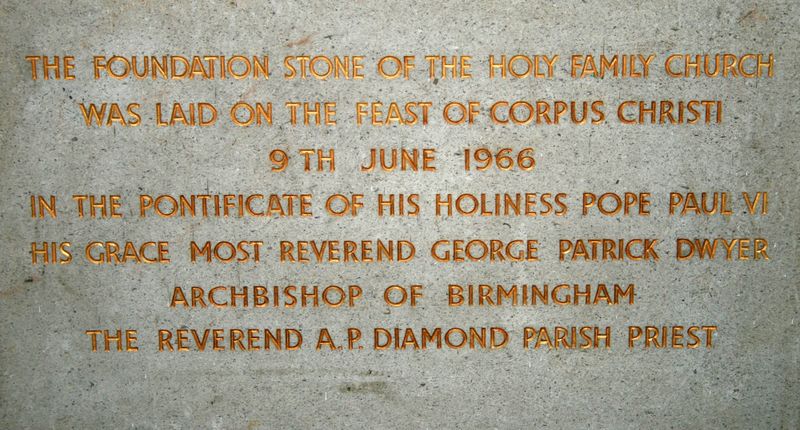 THE FOUNDATION STONE OF THE HOLY FAMILY CHURCH
WAS LAID ON THE FEAST OF CORPUS CHRISTI
9TH JUNE 1966
IN THE PONTIFICATE OF HIS HOLINESS POPE PAUL VI
HIS GRACE MOST REVEREND GEORGE PATRICK DWYER
ARCHBISHOP OF BIRMINGHAM
THE REVEREND A.P. DIAMOND PARISH PRIEST